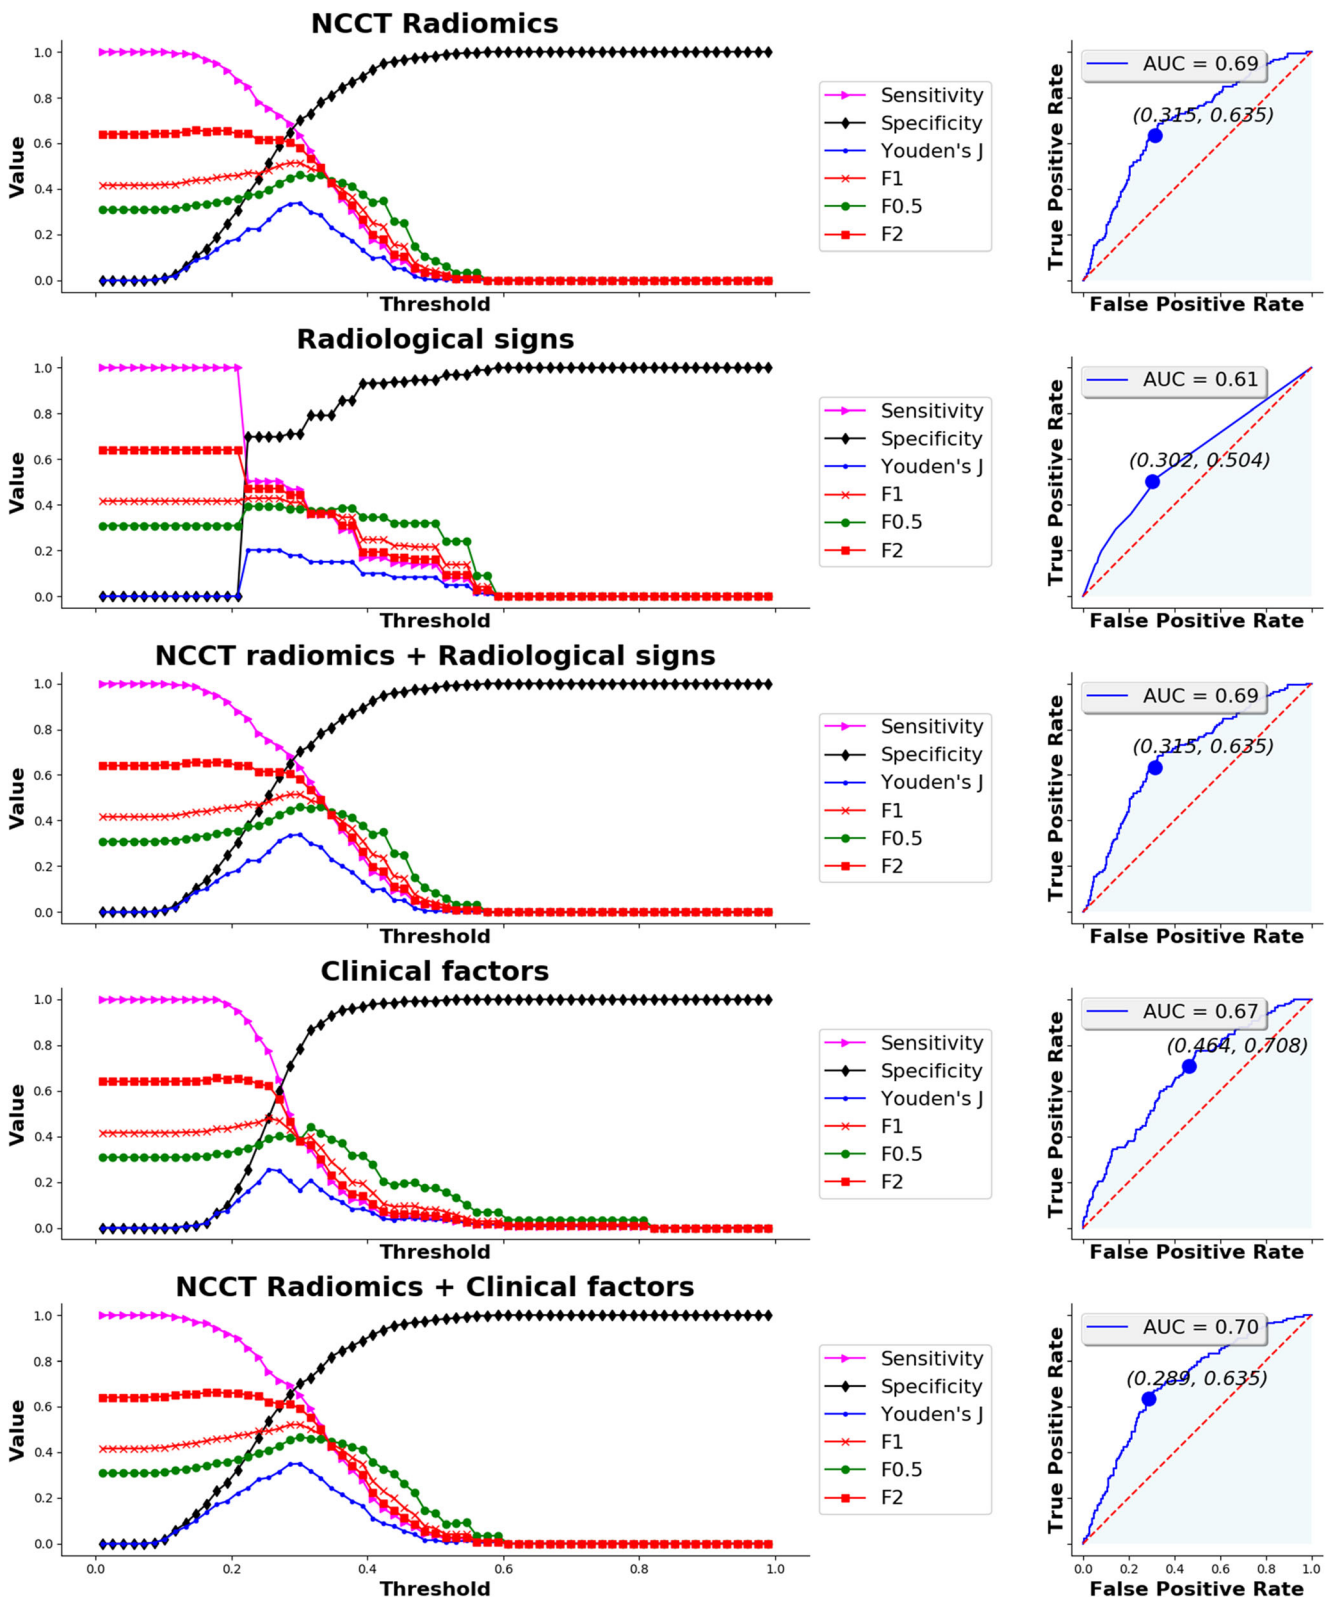 NCCT Radiomics
1.0
0.8
0.6
0.4
0.2
0.0
Value
Threshold
Sensitivity
Specificity
Youden's J
F1
F0.5
F2
AUC = 0.69
(0.315, 0.635)
True Positive Rate
False Positive Rate
Radiological signs
1.0
0.8
0.6
0.4
0.2
0.0
Value
Threshold
Sensitivity
Specificity
Youden's J
F1
F0.5
F2
AUC = 0.61
(0.302, 0.504)
True Positive Rate
False Positive Rate
NCCT radiomics + Radiological signs
1.0
0.8
0.6
0.4
0.2
0.0
Value
Threshold
Sensitivity
Specificity
Youden's J
F1
F0.5
F2
AUC = 0.69
(0.315, 0.635)
True Positive Rate
False Positive Rate
Clinical factors
1.0
0.8
0.6
0.4
0.2
0.0
Value
Threshold
Sensitivity
Specificity
Youden's J
F1
F0.5
F2
AUC = 0.67
(0.464, 0.708)
True Positive Rate
False Positive Rate
NCCT Radiomics + Clinical factors
1.0
0.8
0.6
0.4
0.2
0.0
Value
0.0 0.2 0.4 0.6 0.8 1.0
Threshold
Sensitivity
Specificity
Youden's J
F1
F0.5
F2
AUC = 0.70
(0.289, 0.635)
True Positive Rate
0.0 0.2 0.4 0.6 0.8 1.0
False Positive Rate